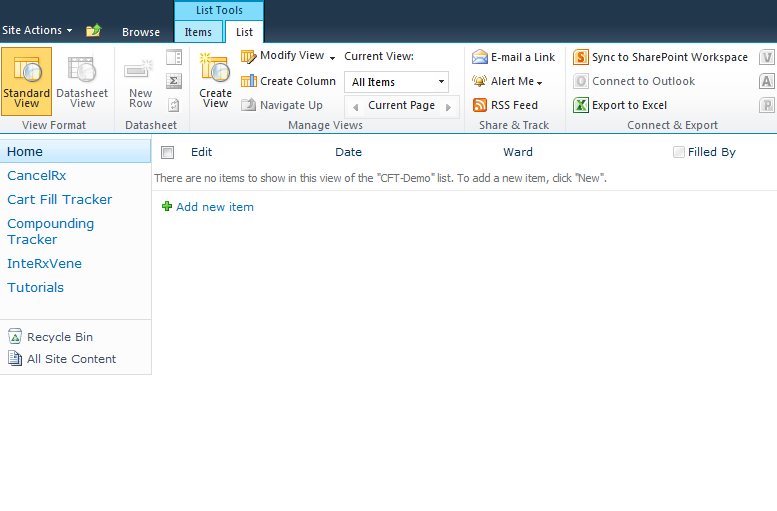 List Tools
Site Actions
Browse
Items
List
Standard View
Datasheet View
View Format
New Row
Datasheet
Create View
Modify View
Create Column
Navigate Up
Current View:
All Items
Current Page
Manage Views
E-mail a Link
Alert Me
RSS Feed
Share & Track
Sync to SharePoint Workspace
Connect to Outlook
Export to Excel
Connect & Export
V
A
P
Home
CancelRx
Cart Fill Tracker
Compounding
Tracker
InteRxVene
Tutorials
Recycle Bin
All Site Content
Edit Date Ward Filled By
There are no items to show in this view of the "CFT-Demo" list. To add a new item, click "New".
Add new item